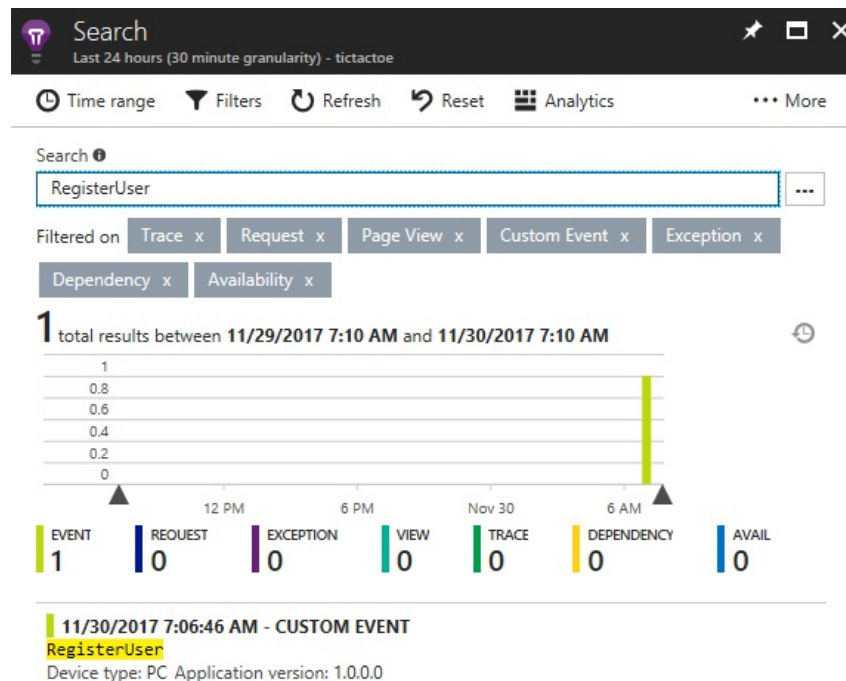 Search
Last 24 hours (30 minute granularity) - tictactoe
Time range Filters Refresh Reset Analytics ••• More
Search
RegisterUser ...
Filtered on Trace x Request x Page View x Custom Event x Exception x
Dependency x Availability x
1 total results between 11/29/2017 7:10 AM and 11/30/2017 7:10 AM
1
0.8
0.6
0.4
0.2
0
12 PM 6 PM Nov 30 6 AM
EVENT REQUEST EXCEPTION VIEW TRACE DEPENDENCY AVAIL
1 0 0 0 0 0 0
11/30/2017 7:06:46 AM - CUSTOM EVENT
RegisterUser
Device type: PC Application version: 1.0.0.0